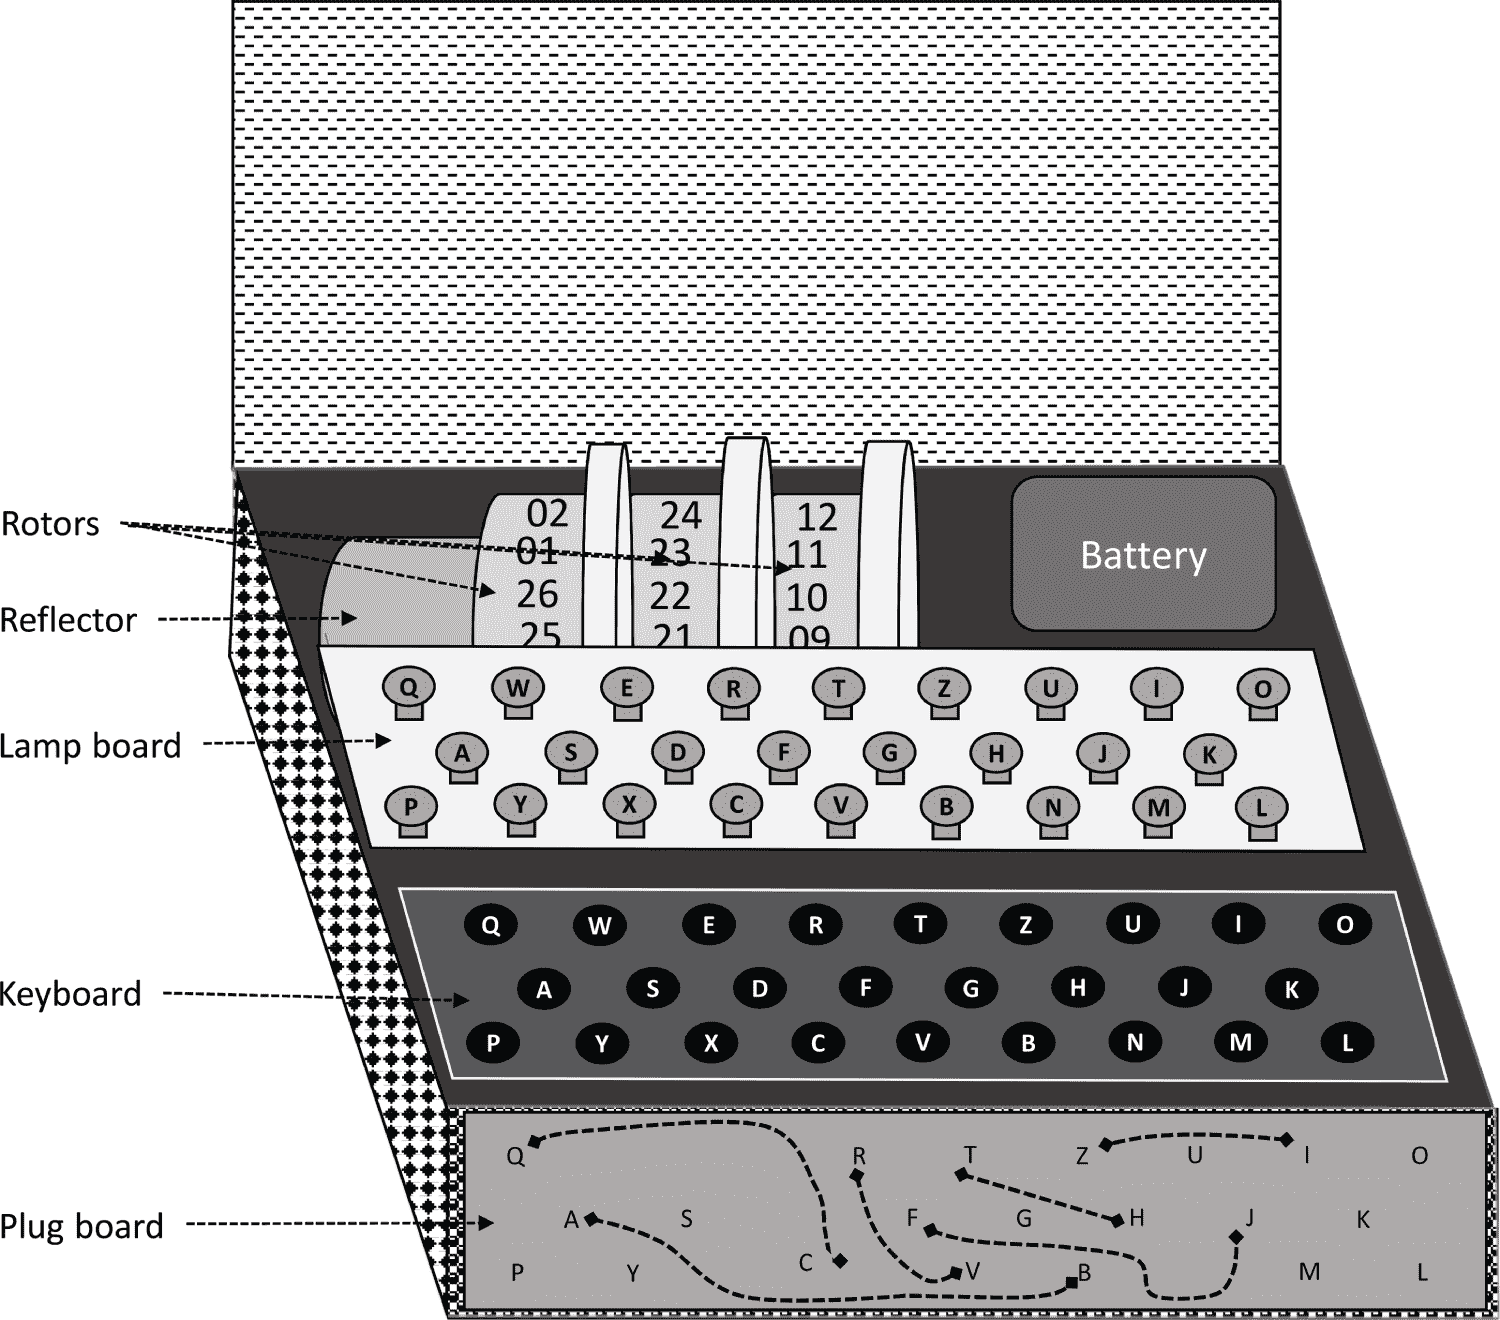 02 24 12
Rotors
01 23 11
Battery
26 22 10
Reflector
25 21 09
Q W E R T Z U I O
Lamp board
A S D F G H J K
P Y X C V B N M L
Q W E R T Z U I O
Keyboard
A S D F G H J K
P Y X C V B N M L
Q R T Z U I O
Plug board
A S F G H J K
P Y C V B M L